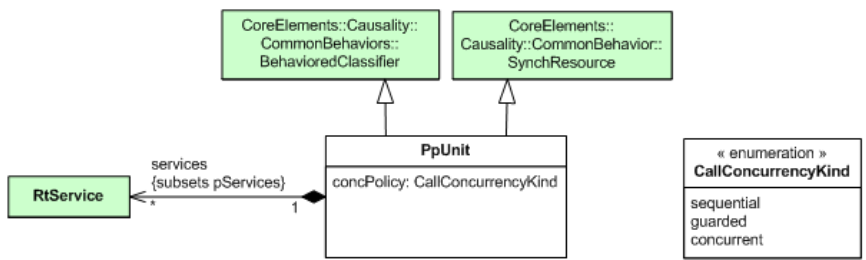 CoreElements::Causality::
CommonBehaviors::
BehavioredClassifier
CoreElements::
Causality::CommonBehavior::
SynchResource
PpUnit
concPolicy: CallConcurrencyKind
services
{subsets pServices}
*
1
RtService
« enumeration »
CallConcurrencyKind
sequential
guarded
concurrent